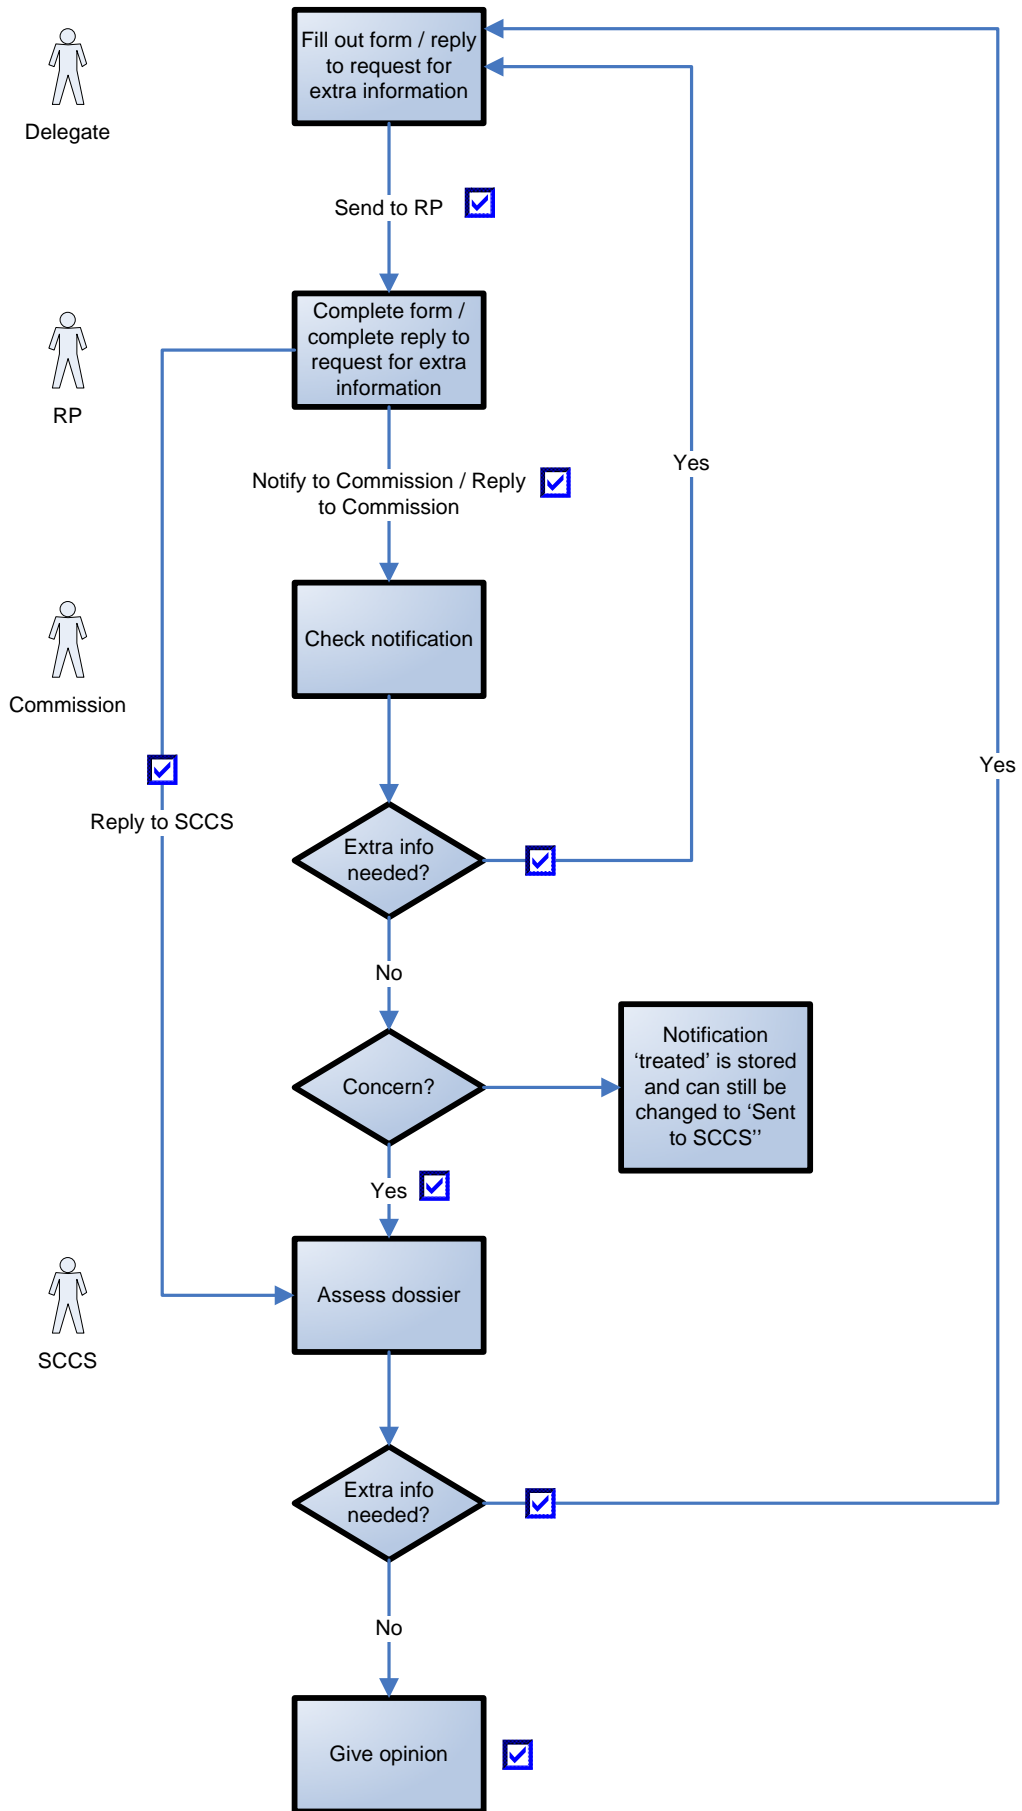 Fill out form / reply
to request for
extra information
Delegate
Send to RP
Complete form /
complete reply to
request for extra
information
RP
Yes
Notify to Commission / Reply
to Commission
Check notification
Commission
Yes
Reply to SCCS
Extra info
needed?
No
Notification
‘treated’ is stored
and can still be
changed to ‘Sent
to SCCS’’
Concern?
Yes
Assess dossier
SCCS
Extra info
needed?
No
Give opinion